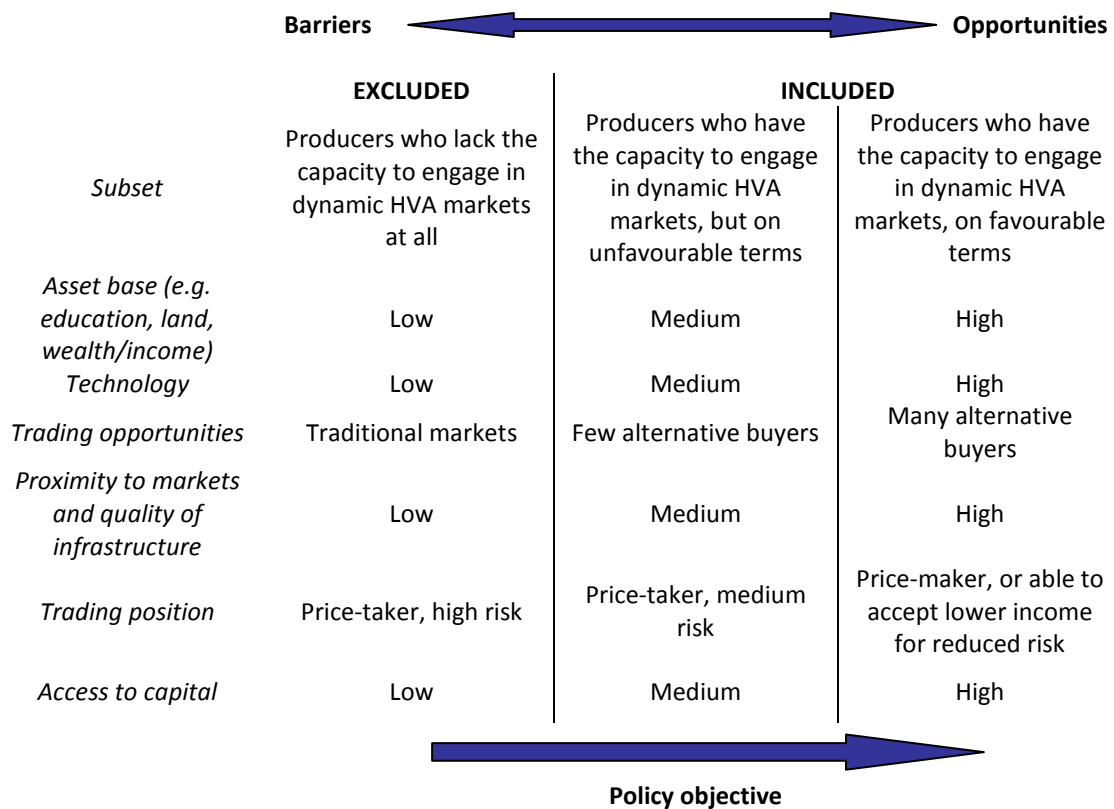 Barriers
Opportunities
EXCLUDED
INCLUDED
Subset
Producers who lack the
capacity to engage in
dynamic HVA markets
at all
Producers who have
the capacity to engage
in dynamic HVA
markets, but on
unfavourable terms
Producers who have
the capacity to engage
in dynamic HVA
markets, on favourable
terms
Asset base (e.g.
education, land,
wealth/income)
Low
Medium
High
Technology
Low
Medium
High
Trading opportunities
Traditional markets
Few alternative buyers
Many alternative
buyers
Proximity to markets
and quality of
infrastructure
Low
Medium
High
Trading position
Price-taker, high risk
Price-taker, medium
risk
Price-maker, or able to
accept lower income
for reduced risk
Access to capital
Low
Medium
High
Policy objective